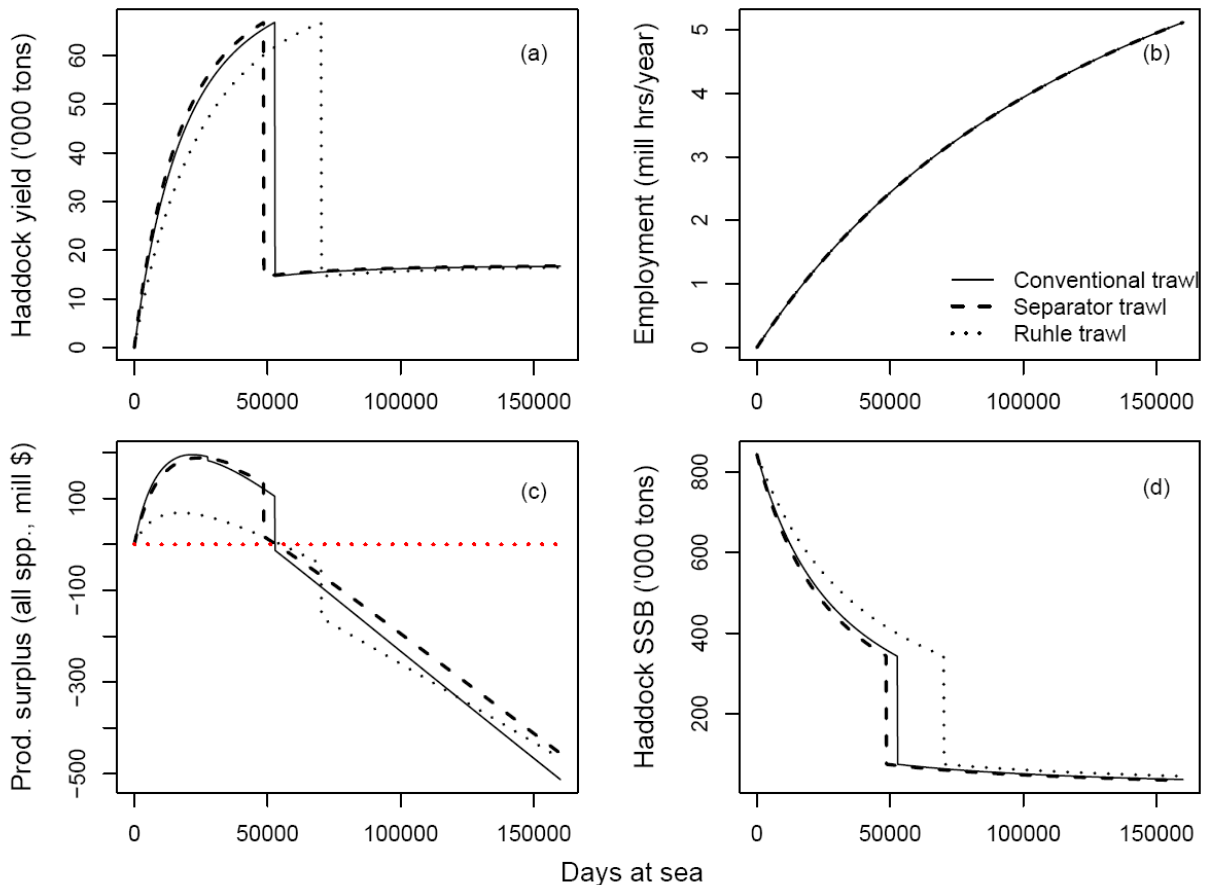 Haddock yield ('000 tons)
0 10 20 30 40 50 60
(a)
0 50000 100000 150000
Employment (mill hrs/year)
0 1 2 3 4 5
(b)
Conventional trawl
Separator trawl
Ruhle trawl
0 50000 100000 150000
Prod. surplus (all spp., mill $)
−500 −300 −100 100
(c)
0 50000 100000 150000
Haddock SSB ('000 tons)
200 400 600 800
(d)
0 50000 100000 150000
Days at sea